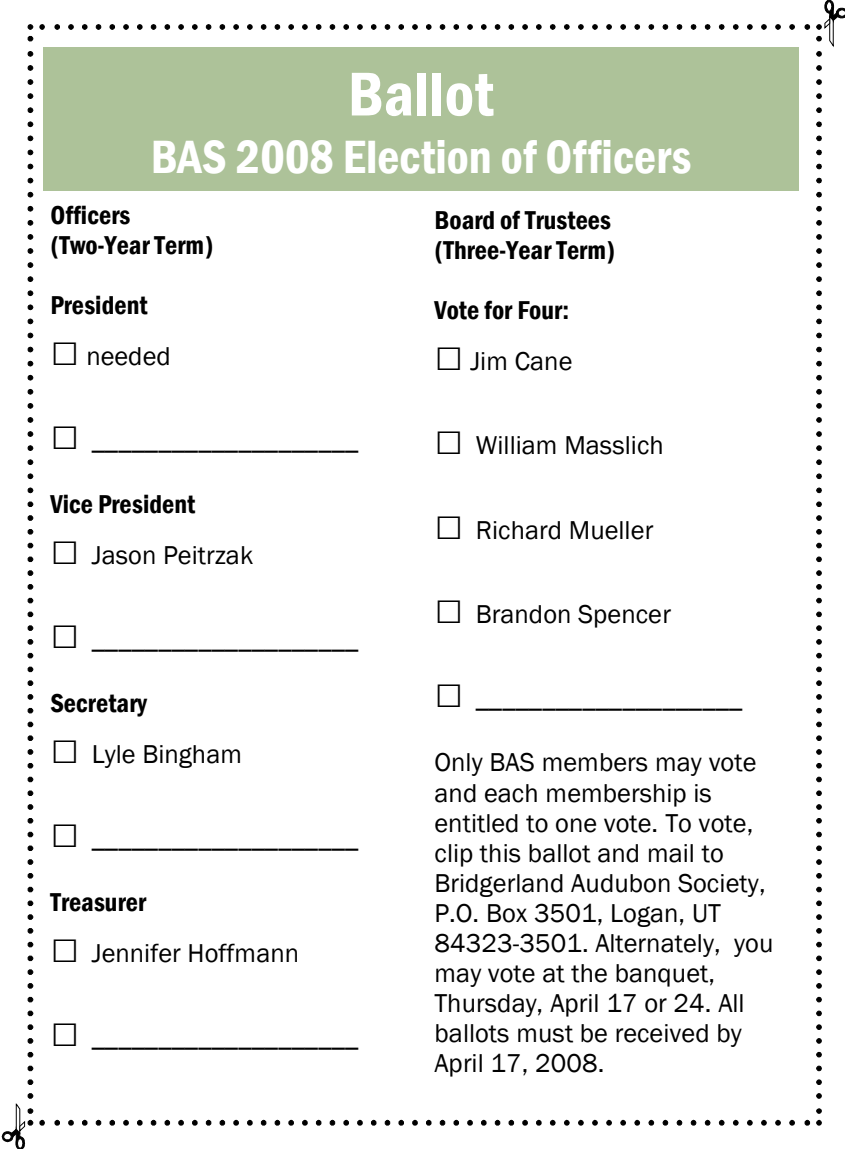 Ballot
BAS 2008 Election of Officers
Officers
(Two-Year Term)
President
☐ needed
☐ ____________________
Vice President
☐ Jason Peitrzak
☐ ____________________
Secretary
☐ Lyle Bingham
☐ ____________________
Treasurer
☐ Jennifer Hoffmann
☐ ____________________
Board of Trustees
(Three-Year Term)
Vote for Four:
☐ Jim Cane
☐ William Masslich
☐ Richard Mueller
☐ Brandon Spencer
☐ ____________________
Only BAS members may vote
and each membership is
entitled to one vote. To vote,
clip this ballot and mail to
Bridgerland Audubon Society,
P.O. Box 3501, Logan, UT
84323-3501. Alternately,  you
may vote at the banquet,
Thursday, April 17 or 24. All
ballots must be received by
April 17, 2008.